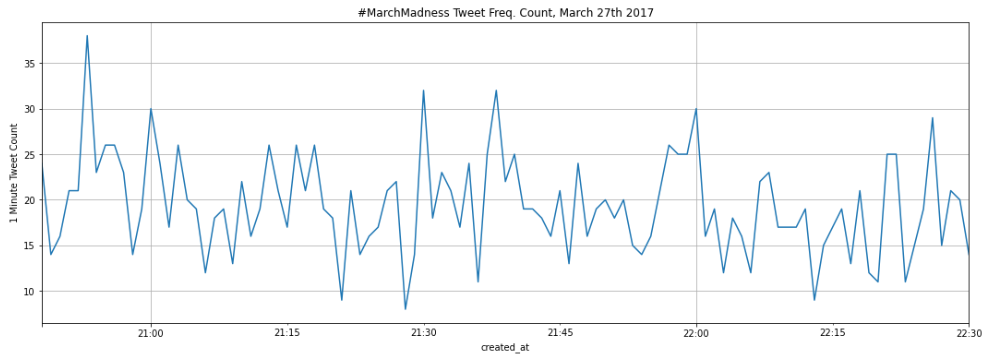 #MarchMadness Tweet Freq. Count, March 27th 2017
1 Minute Tweet Count
35
30
25
20
15
10
21:00 21:15 21:30 21:45 22:00 22:15 22:30
created_at